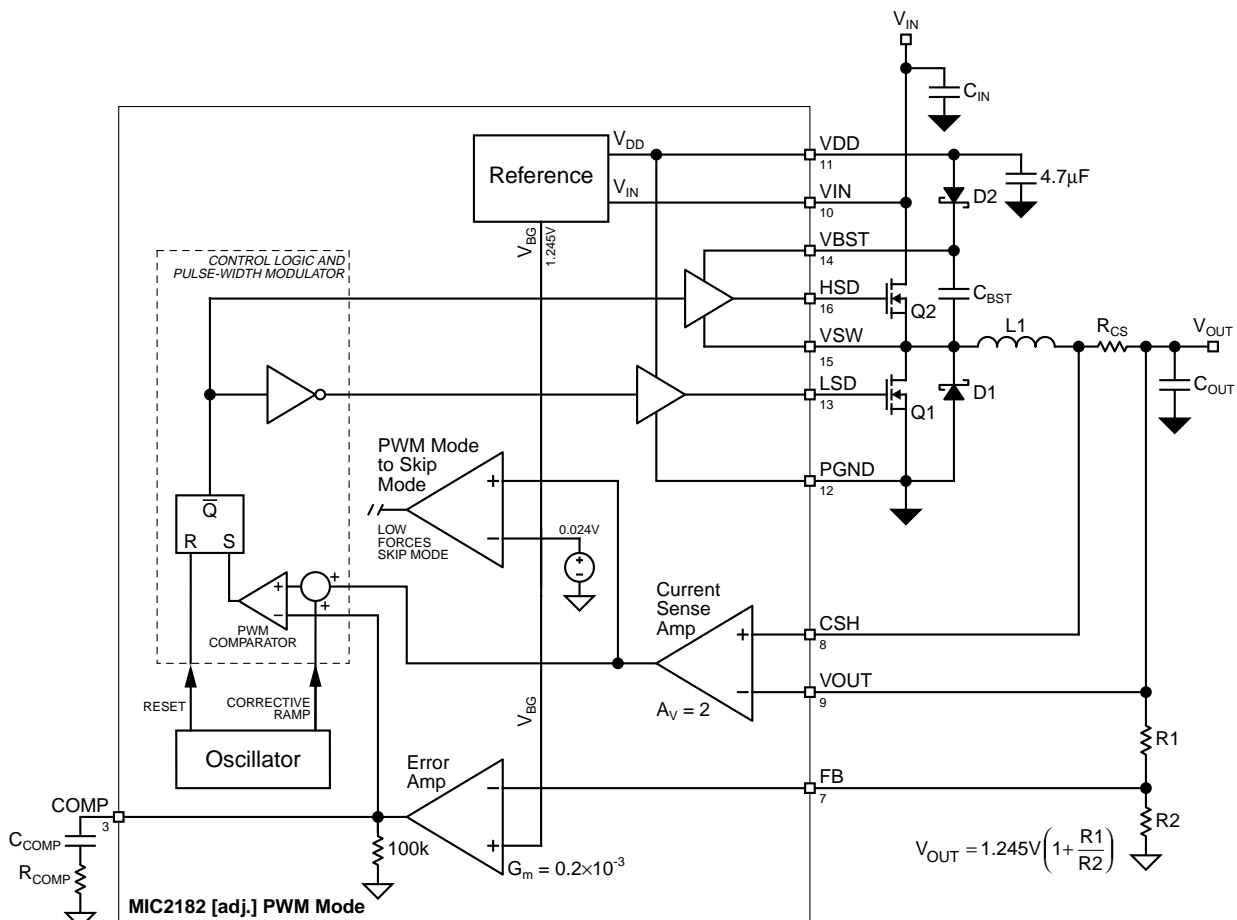 V_IN
C_IN
V_DD
VDD
11
Reference
4.7µF
D2
V_IN
VIN
10
V_BG
1.245V
VBST
14
CONTROL LOGIC AND
PULSE-WIDTH MODULATOR
HSD
16
Q2
C_BST
VSW
15
L1
R_CS
V_OUT
LSD
13
Q1
D1
C_OUT
PWM Mode
to Skip
Mode
+
−
LOW
FORCES
SKIP MODE
0.024V
+
−
PGND
12
Q̅
R S
+
−
+
+
PWM
COMPARATOR
Current
Sense
Amp
+
−
A_V = 2
CSH
8
VOUT
9
RESET
CORRECTIVE
RAMP
V_BG
Oscillator
R1
Error
Amp
−
+
FB
7
R2
COMP
3
C_COMP
R_COMP
100k
G_m = 0.2×10^-3
V_OUT = 1.245V(1+R1/R2)
MIC2182 [adj.] PWM Mode